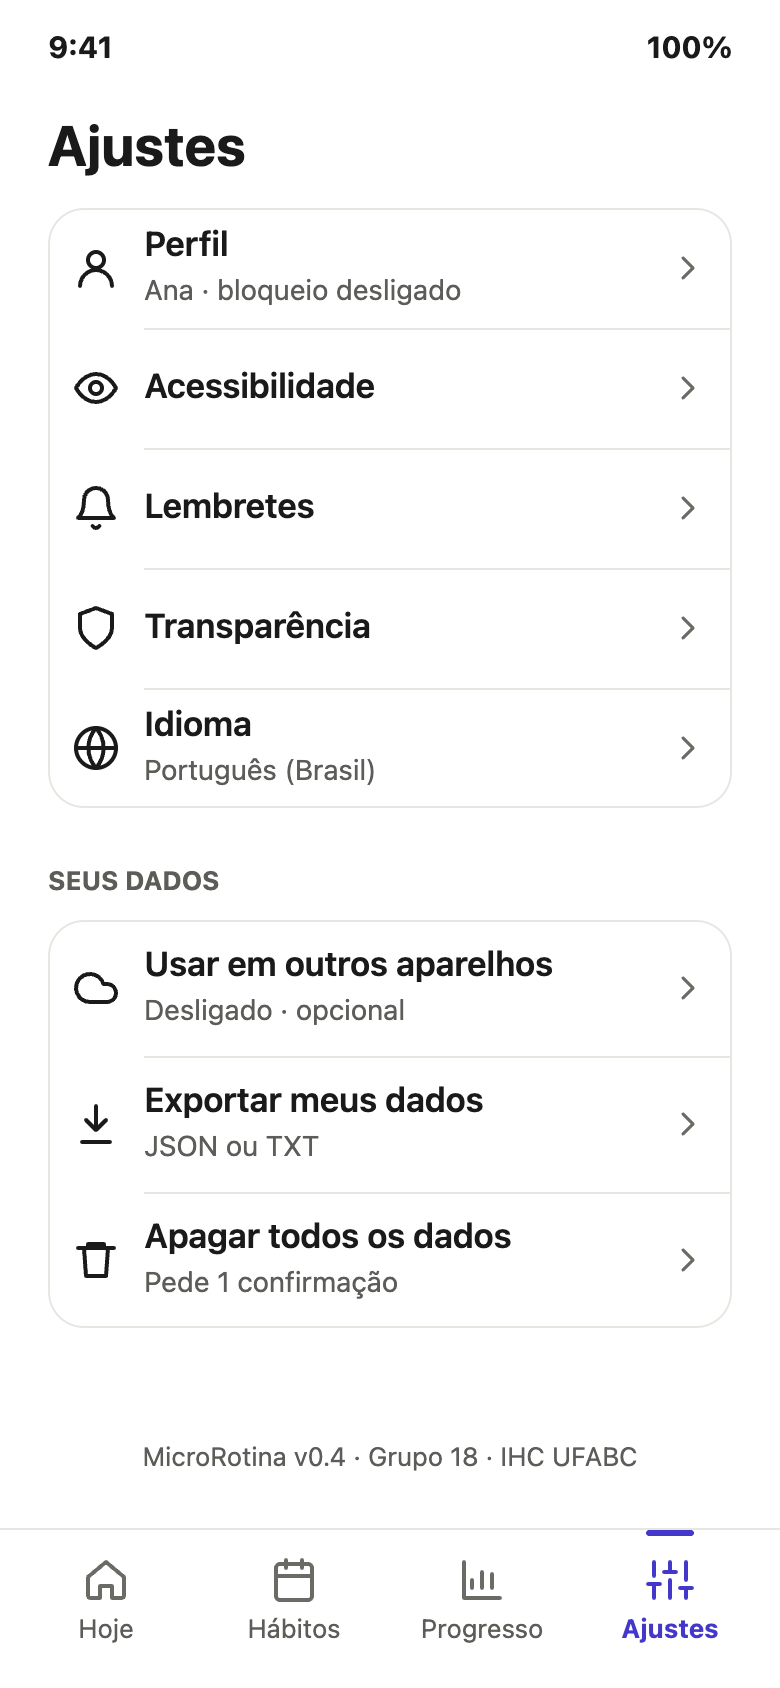 9:41
100%
Ajustes
Perfil
Ana · bloqueio desligado
Acessibilidade
Lembretes
Transparência
Idioma
Português (Brasil)
SEUS DADOS
Usar em outros aparelhos
Desligado · opcional
Exportar meus dados
JSON ou TXT
Apagar todos os dados
Pede 1 confirmação
MicroRotina v0.4 · Grupo 18 · IHC UFABC
Hoje
Hábitos
Progresso
Ajustes